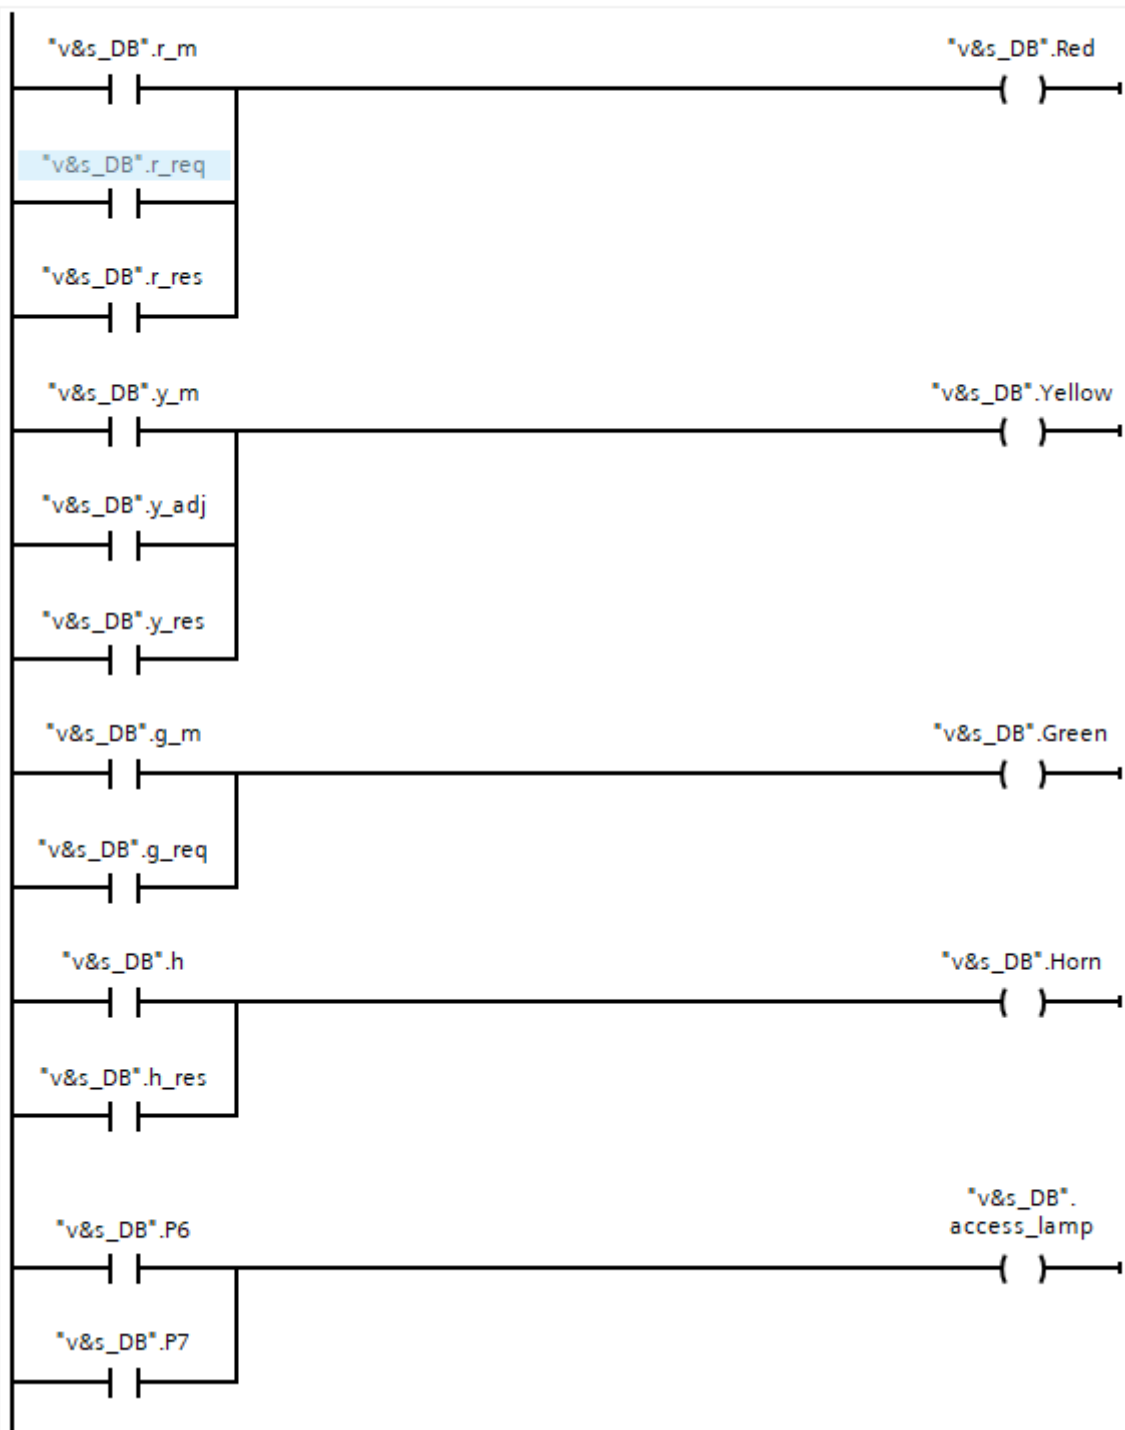 "v&s_DB".r_m
"v&s_DB".Red
"v&s_DB".r_req
"v&s_DB".r_res
"v&s_DB".y_m
"v&s_DB".Yellow
"v&s_DB".y_adj
"v&s_DB".y_res
"v&s_DB".g_m
"v&s_DB".Green
"v&s_DB".g_req
"v&s_DB".h
"v&s_DB".Horn
"v&s_DB".h_res
"v&s_DB".
access_lamp
"v&s_DB".P6
"v&s_DB".P7